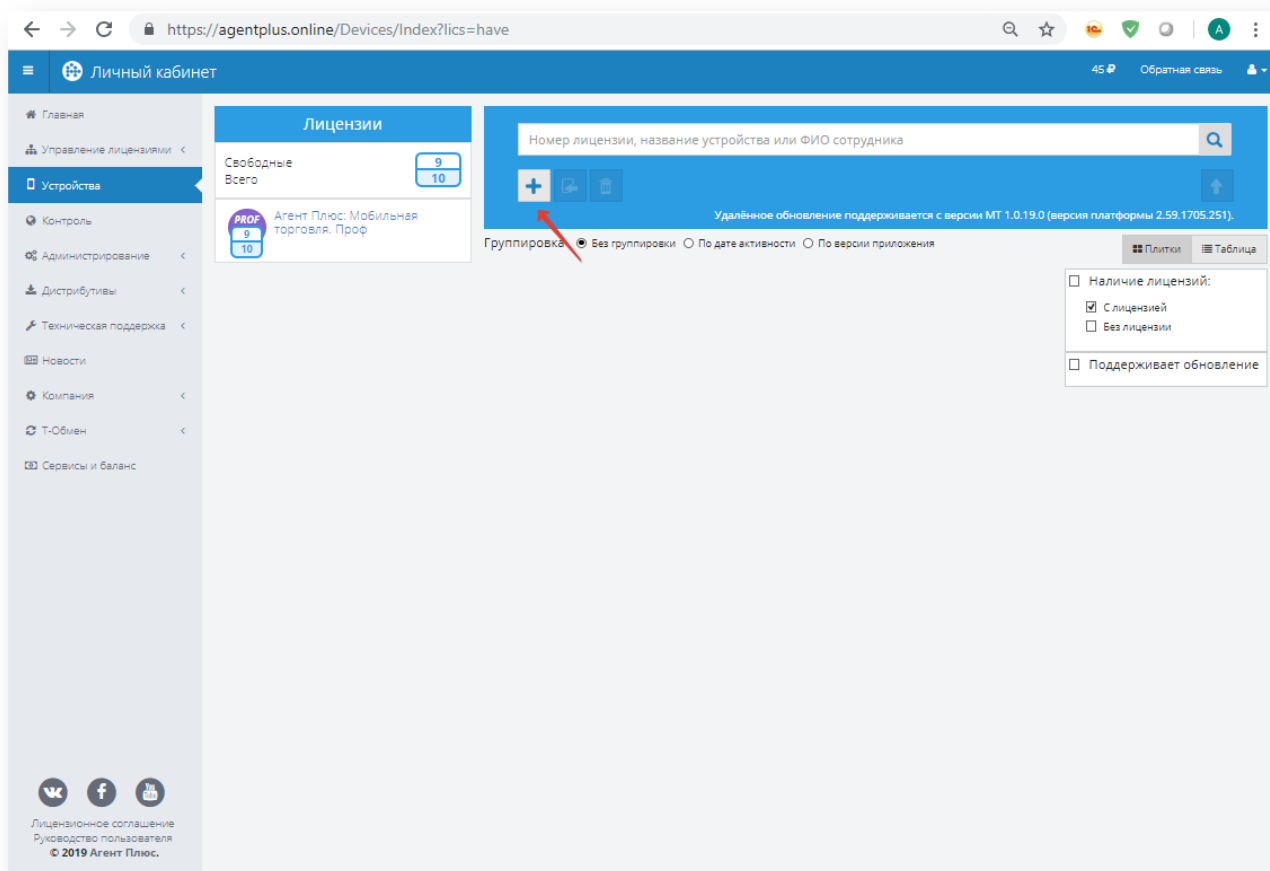 https://agentplus.online/Devices/Index?lics=have
1С
A
Личный кабинет
45 ₽
Обратная связь
Главная
Управление лицензиями
Устройства
Контроль
Администрирование
Дистрибутивы
Техническая поддержка
Новости
Компания
Т-Обмен
Сервисы и баланс
Лицензии
Свободные
9
Всего
10
PROF
9
10
Агент Плюс: Мобильная
торговля. Проф
Номер лицензии, название устройства или ФИО сотрудника
Удалённое обновление поддерживается с версии МТ 1.0.19.0 (версия платформы 2.59.1705.251).
Группировка Без группировки По дате активности По версии приложения
Плитки
Таблица
Наличие лицензий:
С лицензией
Без лицензии
Поддерживает обновление
You
Tube
Лицензионное соглашение
Руководство пользователя
© 2019 Агент Плюс.